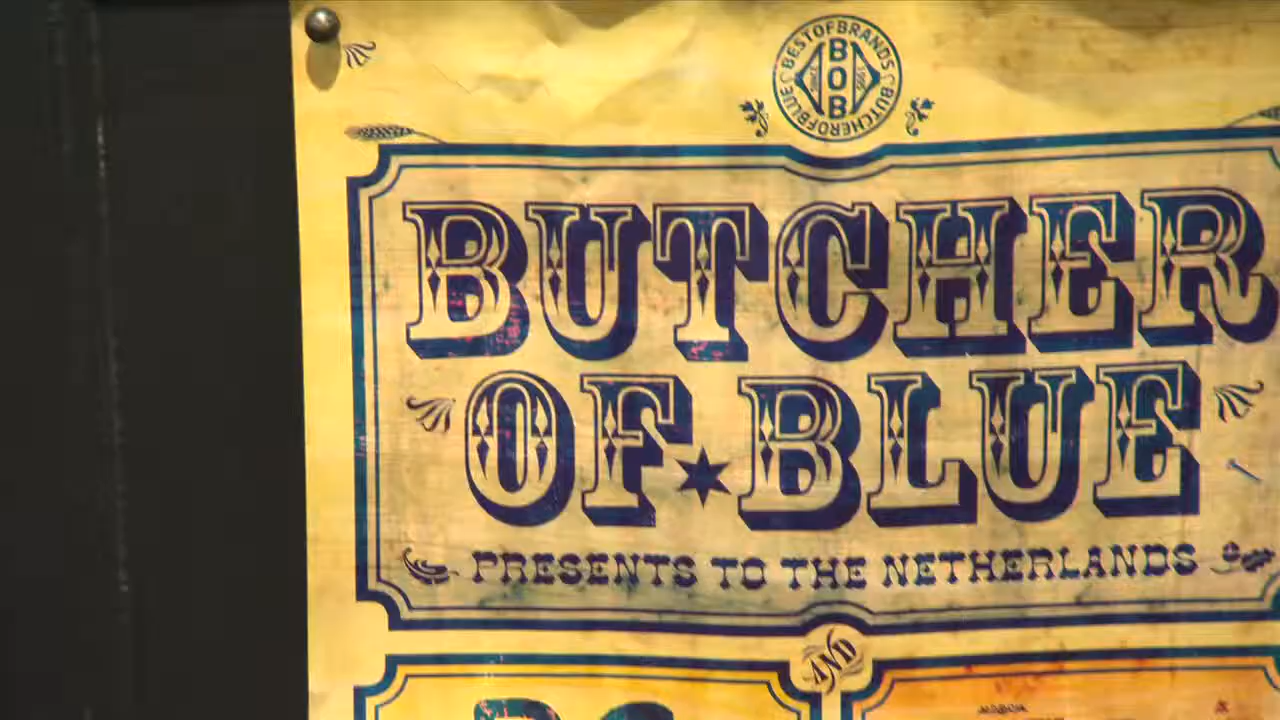 BESTOFBRANDS
BOB
BUTCHEROFBLUE
BUTCHER
OF★BLUE
PRESENTS TO THE NETHERLANDS
AND